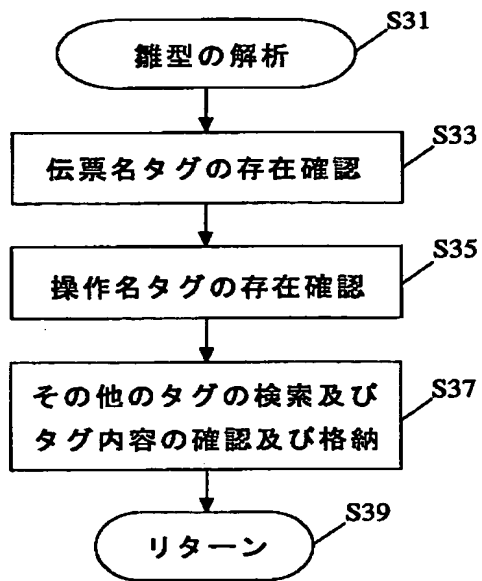 S31
雛型の解析
S33
伝票名タグの存在確認
S35
操作名タグの存在確認
S37
その他のタグの検索及び
タグ内容の確認及び格納
S39
リターン